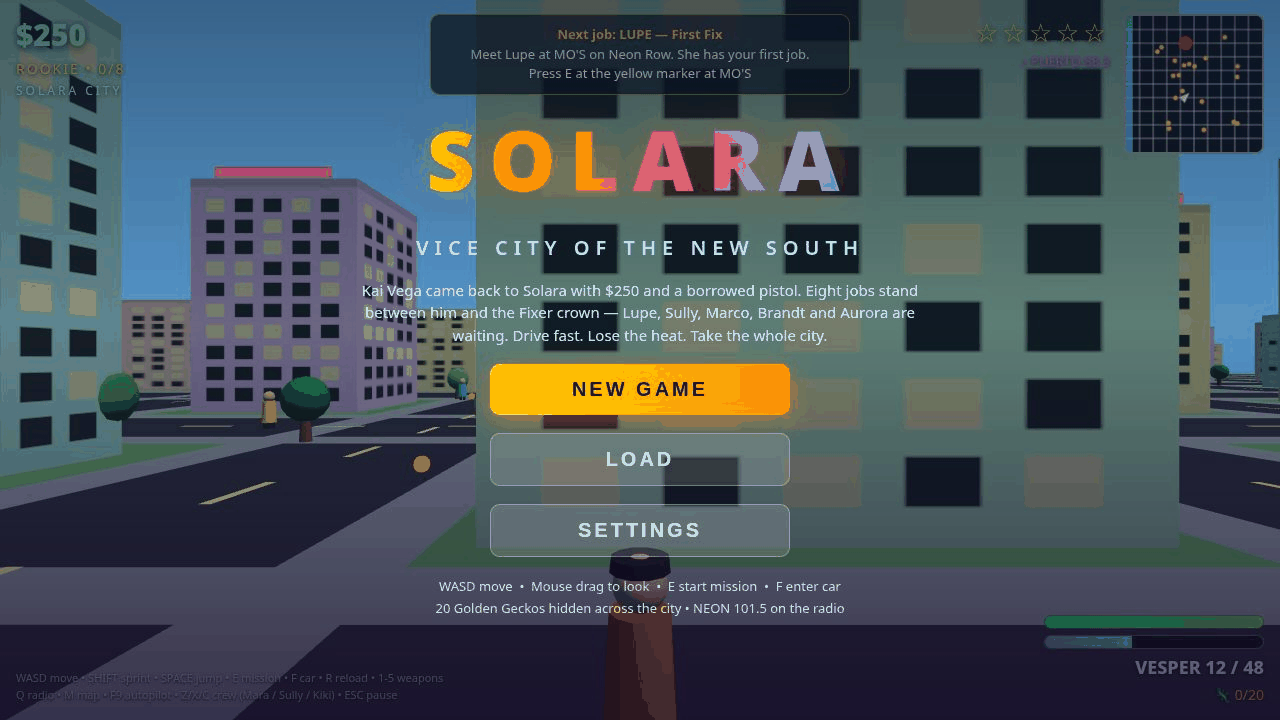 $250
ROOKIE • 0/8
SOLARA CITY
Next job: LUPE — First Fix
Meet Lupe at MO'S on Neon Row. She has your first job.
Press E at the yellow marker at MO'S
SOLARA
VICE CITY OF THE NEW SOUTH
Kai Vega came back to Solara with $250 and a borrowed pistol. Eight jobs stand
between him and the Fixer crown — Lupe, Sully, Marco, Brandt and Aurora are
waiting. Drive fast. Lose the heat. Take the whole city.
NEW GAME
LOAD
SETTINGS
WASD move • Mouse drag to look • E start mission • F enter car
20 Golden Geckos hidden across the city • NEON 101.5 on the radio
WASD move • SHIFT sprint • SPACE jump • E mission • F car • R reload • 1-5 weapons
Q radio • M map • F9 autopilot • Z/X/C crew (Mara / Sully / Kiki) • ESC pause
VESPER 12 / 48
0/20